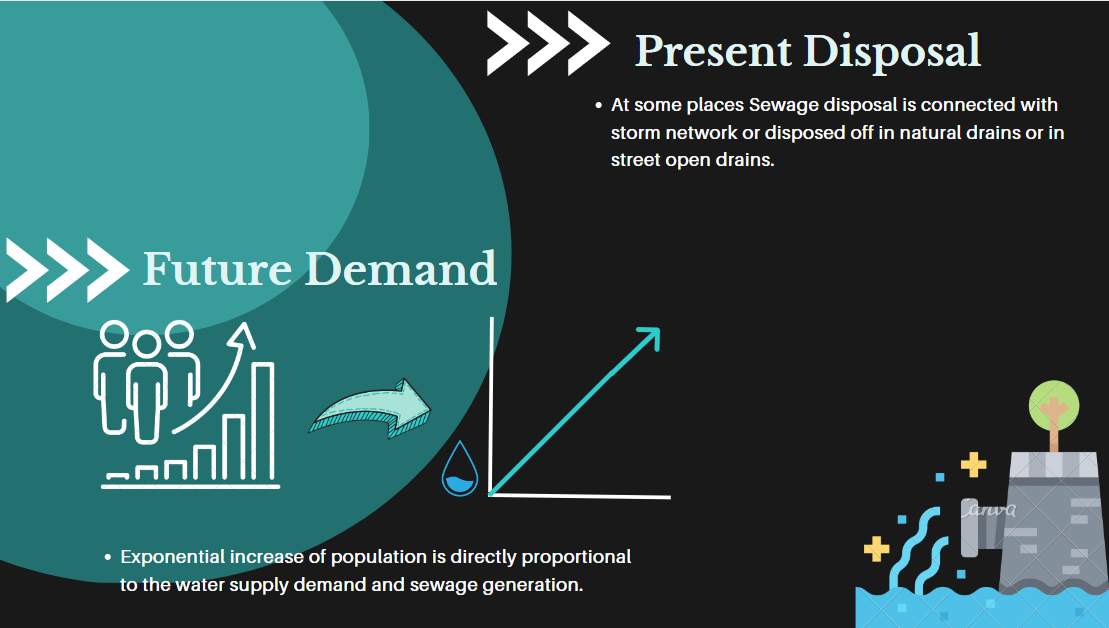 Present Disposal
• At some places Sewage disposal is connected with
storm network or disposed off in natural drains or in
street open drains.
Future Demand
• Exponential increase of population is directly proportional
to the water supply demand and sewage generation.
Canva